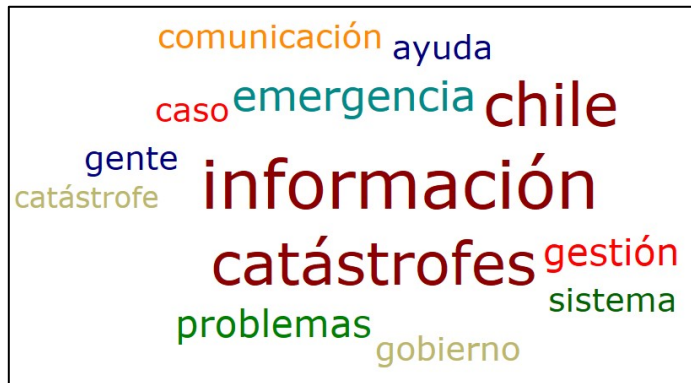 comunicación
ayuda
caso
emergencia
chile
gente
información
catástrofe
catástrofes
gestión
sistema
problemas
gobierno